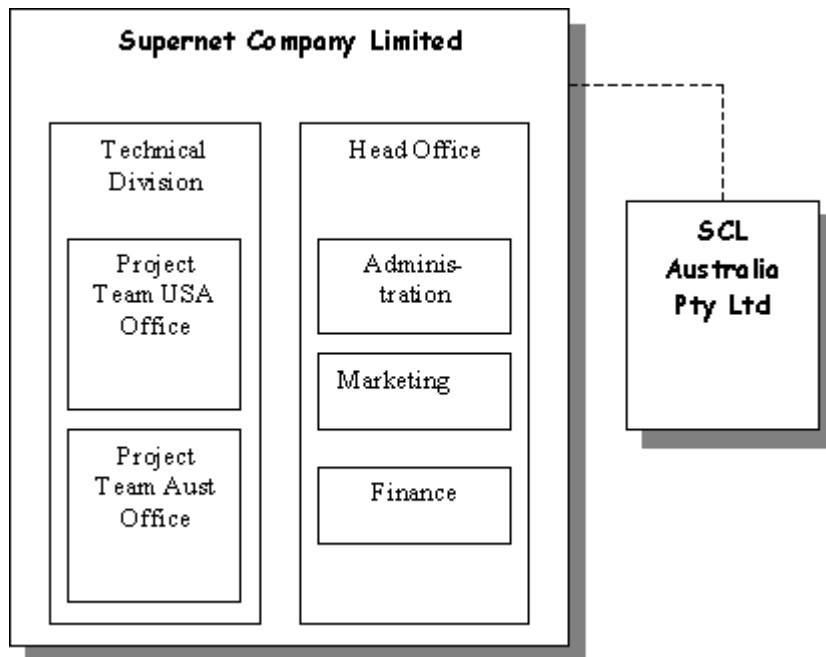 Supernet Company Limited
Technical
Division
Project
Team USA
Office
Project
Team Aust
Office
Head Office
Adminis-
tration
Marketing
Finance
SCL
Australia
Pty Ltd